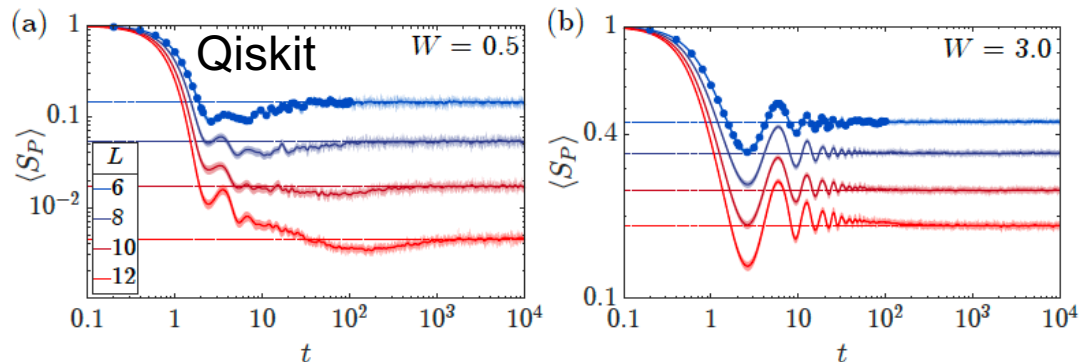 (a)
Qiskit
W = 0.5
⟨S_P⟩
1
0.1
10^-2
L
6
8
10
12
0.1 1 10 10^2 10^3 10^4
t
(b)
W = 3.0
⟨S_P⟩
1
0.4
0.1
0.1 1 10 10^2 10^3 10^4
t